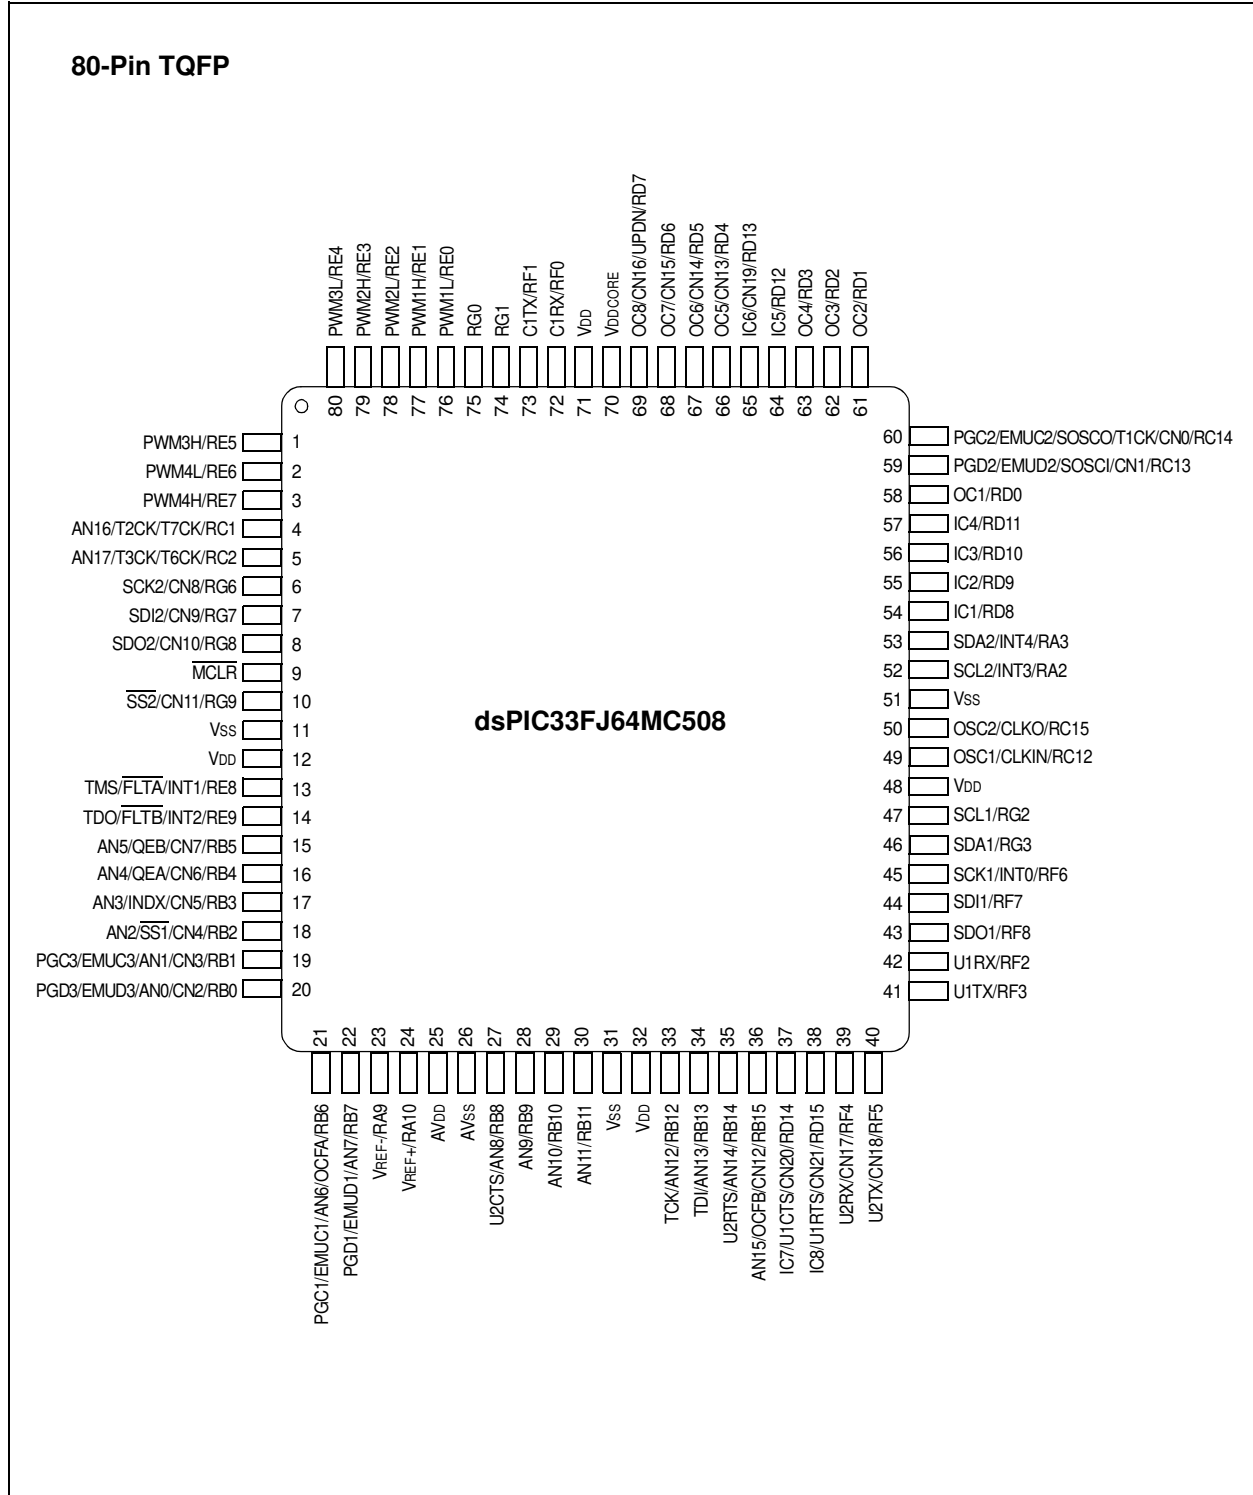 80-Pin TQFP
PWM3L/RE4
PWM2H/RE3
PWM2L/RE2
PWM1H/RE1
PWM1L/RE0
RG0
RG1
C1TX/RF1
C1RX/RF0
VDD
VDDCORE
OC8/CN16/UPDN/RD7
OC7/CN15/RD6
OC6/CN14/RD5
OC5/CN13/RD4
IC6/CN19/RD13
IC5/RD12
OC4/RD3
OC3/RD2
OC2/RD1
80 79 78 77 76 75 74 73 72 71 70 69 68 67 66 65 64 63 62 61
PWM3H/RE5 1
PWM4L/RE6 2
PWM4H/RE7 3
AN16/T2CK/T7CK/RC1 4
AN17/T3CK/T6CK/RC2 5
SCK2/CN8/RG6 6
SDI2/CN9/RG7 7
SDO2/CN10/RG8 8
MCLR 9
SS2/CN11/RG9 10
VSS 11
VDD 12
TMS/FLTA/INT1/RE8 13
TDO/FLTB/INT2/RE9 14
AN5/QEB/CN7/RB5 15
AN4/QEA/CN6/RB4 16
AN3/INDX/CN5/RB3 17
AN2/SS1/CN4/RB2 18
PGC3/EMUC3/AN1/CN3/RB1 19
PGD3/EMUD3/AN0/CN2/RB0 20
dsPIC33FJ64MC508
60 PGC2/EMUC2/SOSCO/T1CK/CN0/RC14
59 PGD2/EMUD2/SOSCI/CN1/RC13
58 OC1/RD0
57 IC4/RD11
56 IC3/RD10
55 IC2/RD9
54 IC1/RD8
53 SDA2/INT4/RA3
52 SCL2/INT3/RA2
51 VSS
50 OSC2/CLKO/RC15
49 OSC1/CLKIN/RC12
48 VDD
47 SCL1/RG2
46 SDA1/RG3
45 SCK1/INT0/RF6
44 SDI1/RF7
43 SDO1/RF8
42 U1RX/RF2
41 U1TX/RF3
21 22 23 24 25 26 27 28 29 30 31 32 33 34 35 36 37 38 39 40
PGC1/EMUC1/AN6/OCFA/RB6
PGD1/EMUD1/AN7/RB7
VREF-/RA9
VREF+/RA10
AVDD
AVSS
U2CTS/AN8/RB8
AN9/RB9
AN10/RB10
AN11/RB11
VSS
VDD
TCK/AN12/RB12
TDI/AN13/RB13
U2RTS/AN14/RB14
AN15/OCFB/CN12/RB15
IC7/U1CTS/CN20/RD14
IC8/U1RTS/CN21/RD15
U2RX/CN17/RF4
U2TX/CN18/RF5